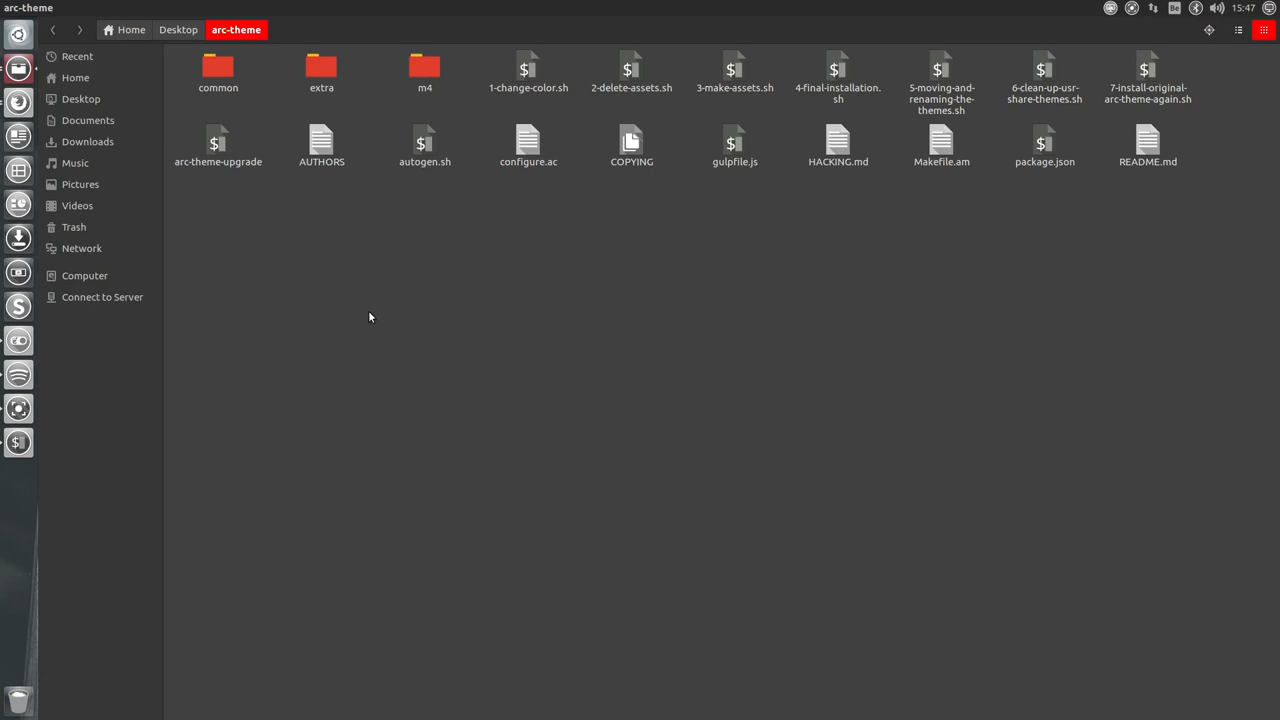 arc-theme
Be
15:47
Home
Desktop
arc-theme
Recent
Home
Desktop
Documents
Downloads
Music
Pictures
Videos
Trash
Network
Computer
Connect to Server
common
extra
m4
1-change-color.sh
2-delete-assets.sh
3-make-assets.sh
4-final-installation.
sh
5-moving-and-
renaming-the-
themes.sh
6-clean-up-usr-
share-themes.sh
7-install-original-
arc-theme-again.sh
arc-theme-upgrade
AUTHORS
autogen.sh
configure.ac
COPYING
gulpfile.js
HACKING.md
Makefile.am
package.json
README.md